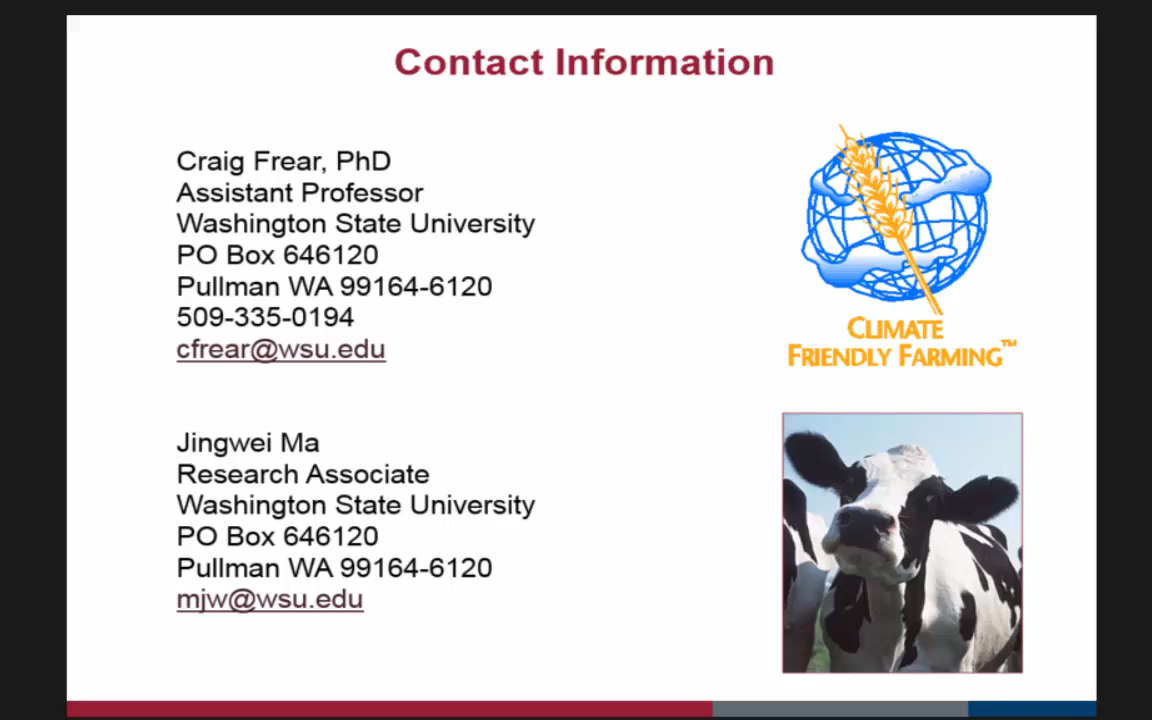 Contact Information
Craig Frear, PhD
Assistant Professor
Washington State University
PO Box 646120
Pullman WA 99164-6120
509-335-0194
cfrear@wsu.edu
Jingwei Ma
Research Associate
Washington State University
PO Box 646120
Pullman WA 99164-6120
mjw@wsu.edu
CLIMATE
FRIENDLY FARMING™